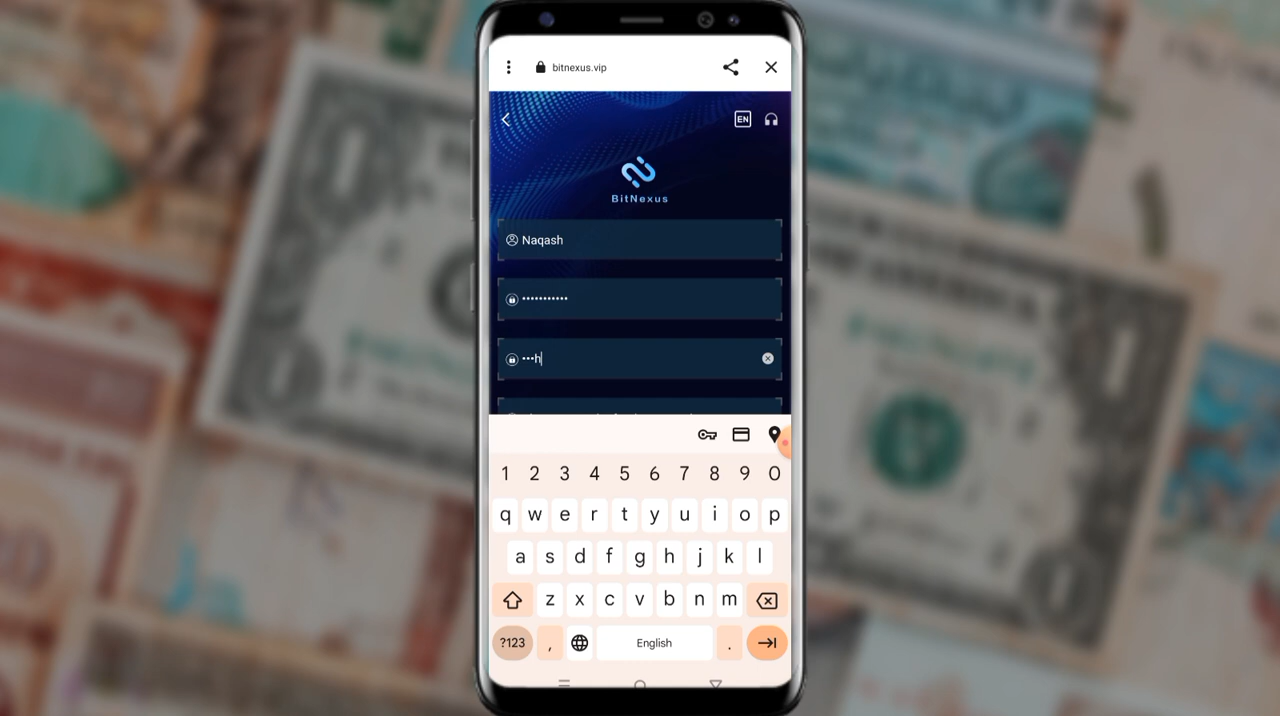 bitnexus.vip
EN
BitNexus
Naqash
•••••••••••
•••h
1 2 3 4 5 6 7 8 9 0
q w e r t y u i o p
a s d f g h j k l
z x c v b n m
?123 , English .